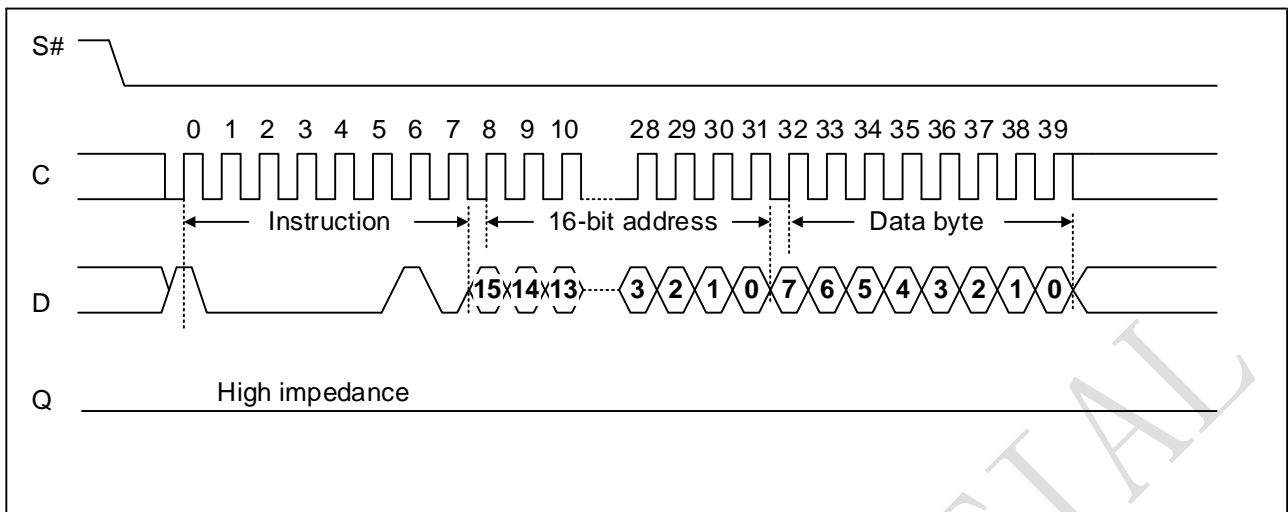 S#
0 1 2 3 4 5 6 7 8 9 10 28 29 30 31 32 33 34 35 36 37 38 39
C
Instruction 16-bit address Data byte
D
15 14 13 3 2 1 0 7 6 5 4 3 2 1 0
High impedance
Q